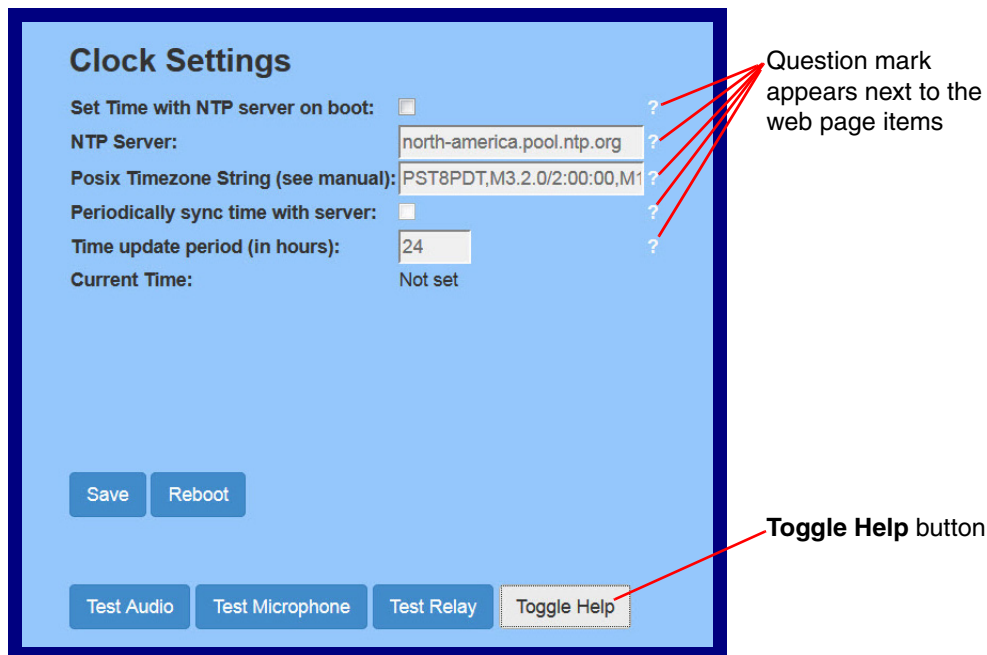 Clock Settings
Question mark
appears next to the
web page items
Set Time with NTP server on boot: ?
NTP Server: north-america.pool.ntp.org ?
Posix Timezone String (see manual): PST8PDT,M3.2.0/2:00:00,M1 ?
Periodically sync time with server: ?
Time update period (in hours): 24 ?
Current Time: Not set
Save Reboot
Toggle Help button
Test Audio Test Microphone Test Relay Toggle Help